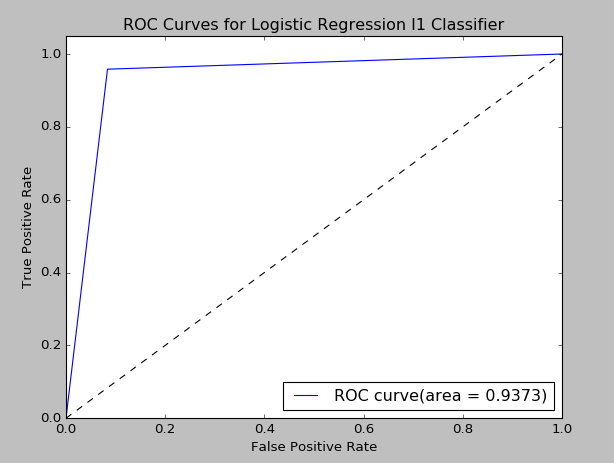 ROC Curves for Logistic Regression l1 Classifier
1.0
0.8
0.6
0.4
0.2
0.0
True Positive Rate
ROC curve(area = 0.9373)
0.0 0.2 0.4 0.6 0.8 1.0
False Positive Rate